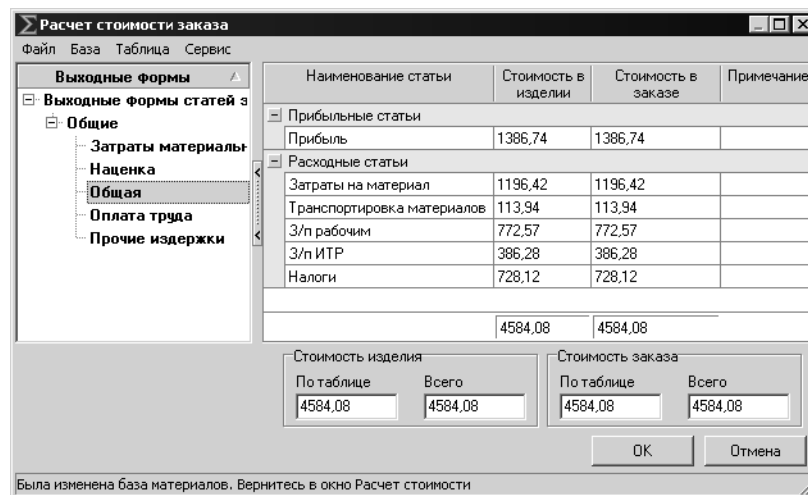 Расчет стоимости заказа
Файл База Таблица Сервис
Выходные формы
Выходные формы статей з
Общие
Затраты материальн
Наценка
Общая
Оплата труда
Прочие издержки
Наименование статьи Стоимость в изделии Стоимость в заказе Примечание
Прибыльные статьи
Прибыль 1386,74 1386,74
Расходные статьи
Затраты на материал 1196,42 1196,42
Транспортировка материалов 113,94 113,94
З/п рабочим 772,57 772,57
З/п ИТР 386,28 386,28
Налоги 728,12 728,12
4584,08 4584,08
Стоимость изделия Стоимость заказа
По таблице Всего По таблице Всего
4584,08 4584,08 4584,08 4584,08
OK Отмена
Была изменена база материалов. Вернитесь в окно Расчет стоимости